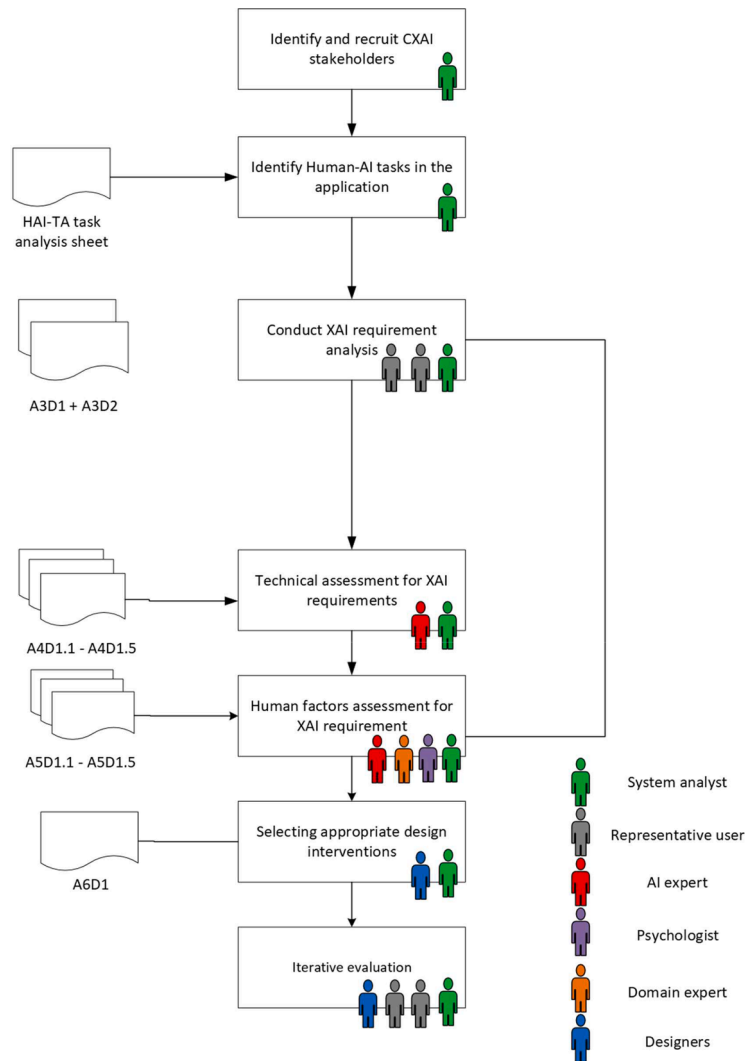 Identify and recruit CXAI
stakeholders
Identify Human-AI tasks in the
application
HAI-TA task
analysis sheet
Conduct XAI requirement
analysis
A3D1 + A3D2
Technical assessment for XAI
requirements
A4D1.1 - A4D1.5
Human factors assessment for
XAI requirement
A5D1.1 - A5D1.5
Selecting appropriate design
interventions
A6D1
Iterative evaluation
System analyst
Representative user
AI expert
Psychologist
Domain expert
Designers